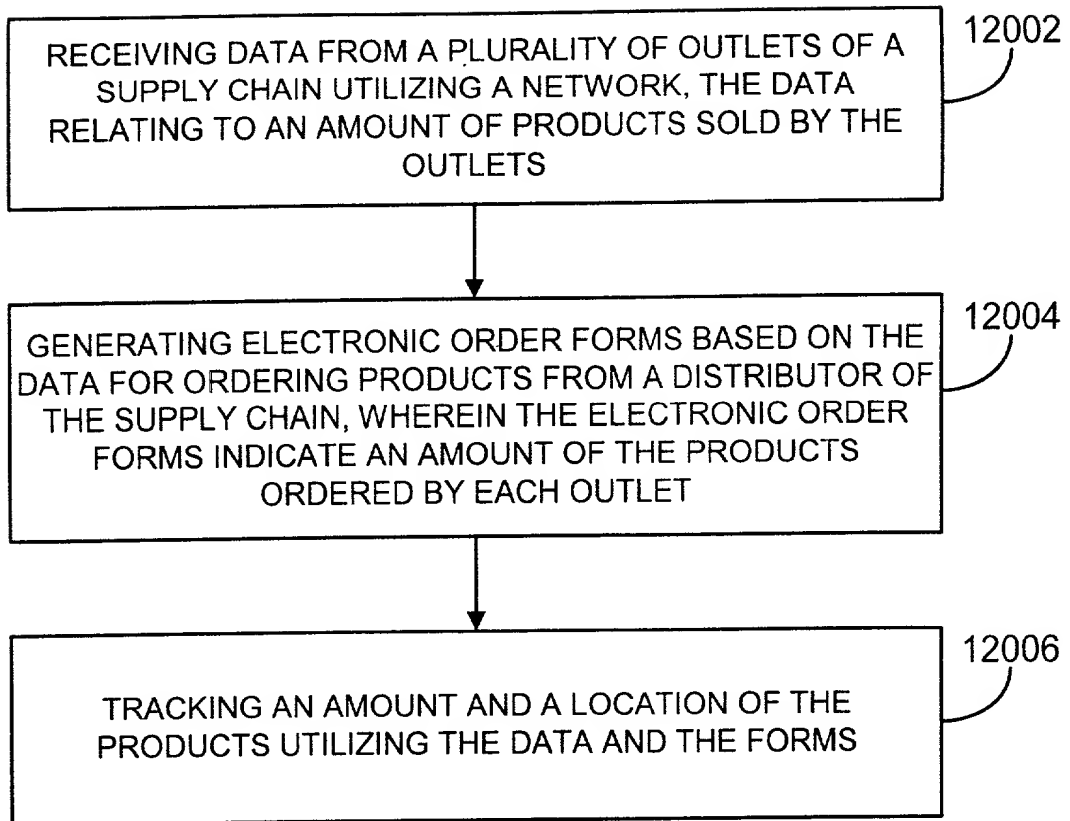 RECEIVING DATA FROM A PLURALITY OF OUTLETS OF A
SUPPLY CHAIN UTILIZING A NETWORK, THE DATA
RELATING TO AN AMOUNT OF PRODUCTS SOLD BY THE
OUTLETS
12002
GENERATING ELECTRONIC ORDER FORMS BASED ON THE
DATA FOR ORDERING PRODUCTS FROM A DISTRIBUTOR OF
THE SUPPLY CHAIN, WHEREIN THE ELECTRONIC ORDER
FORMS INDICATE AN AMOUNT OF THE PRODUCTS
ORDERED BY EACH OUTLET
12004
TRACKING AN AMOUNT AND A LOCATION OF THE
PRODUCTS UTILIZING THE DATA AND THE FORMS
12006